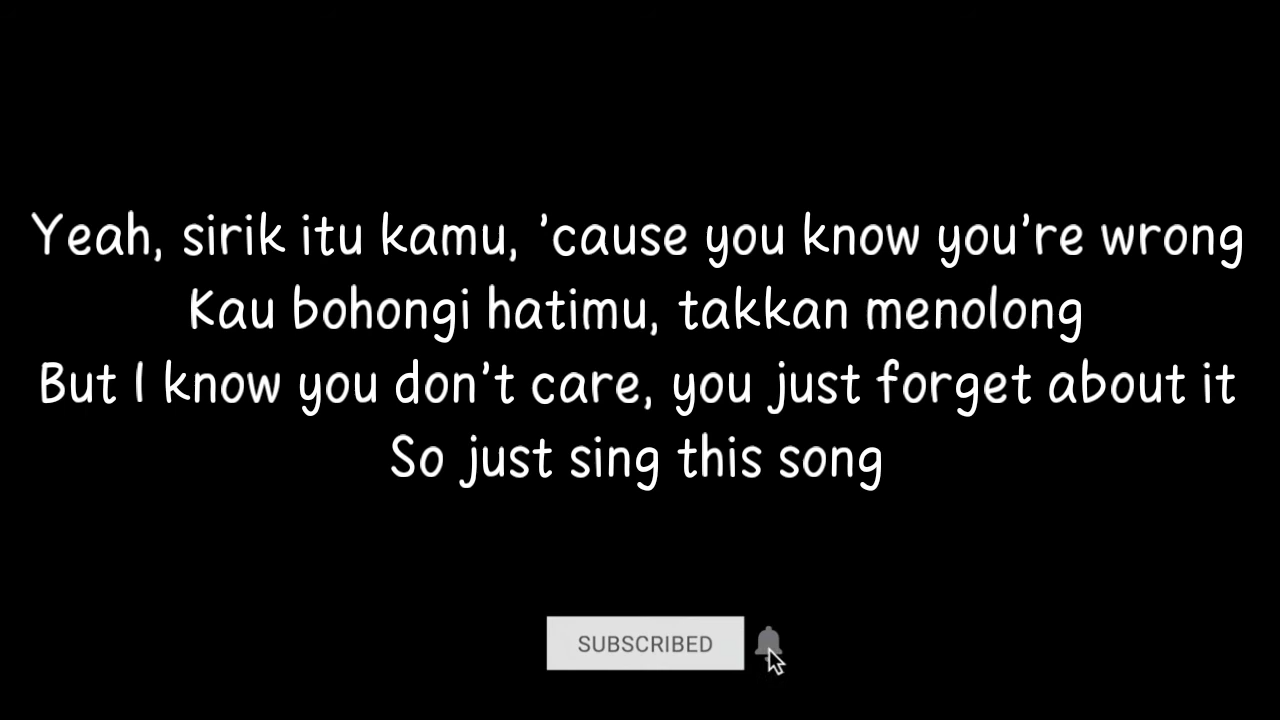 Yeah, sirik itu kamu, ’cause you know you’re wrong
Kau bohongi hatimu, takkan menolong
But I know you don’t care, you just forget about it
So just sing this song
SUBSCRIBED